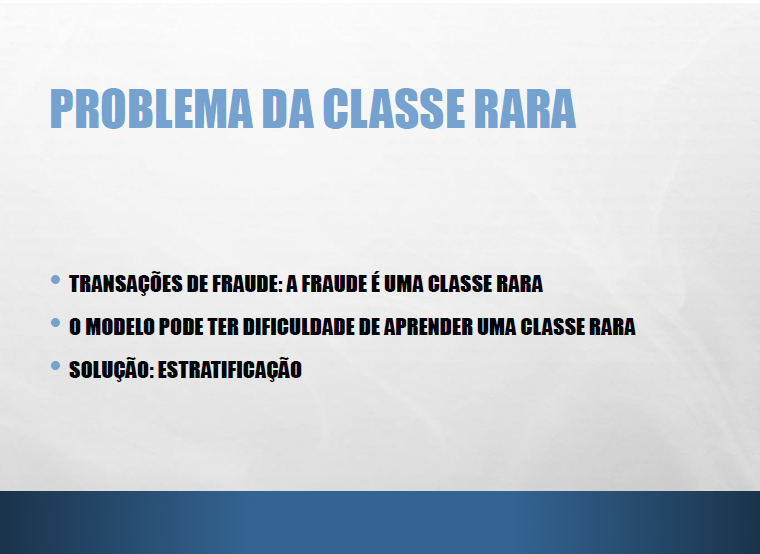 PROBLEMA DA CLASSE RARA
• TRANSAÇÕES DE FRAUDE: A FRAUDE É UMA CLASSE RARA
• O MODELO PODE TER DIFICULDADE DE APRENDER UMA CLASSE RARA
• SOLUÇÃO: ESTRATIFICAÇÃO